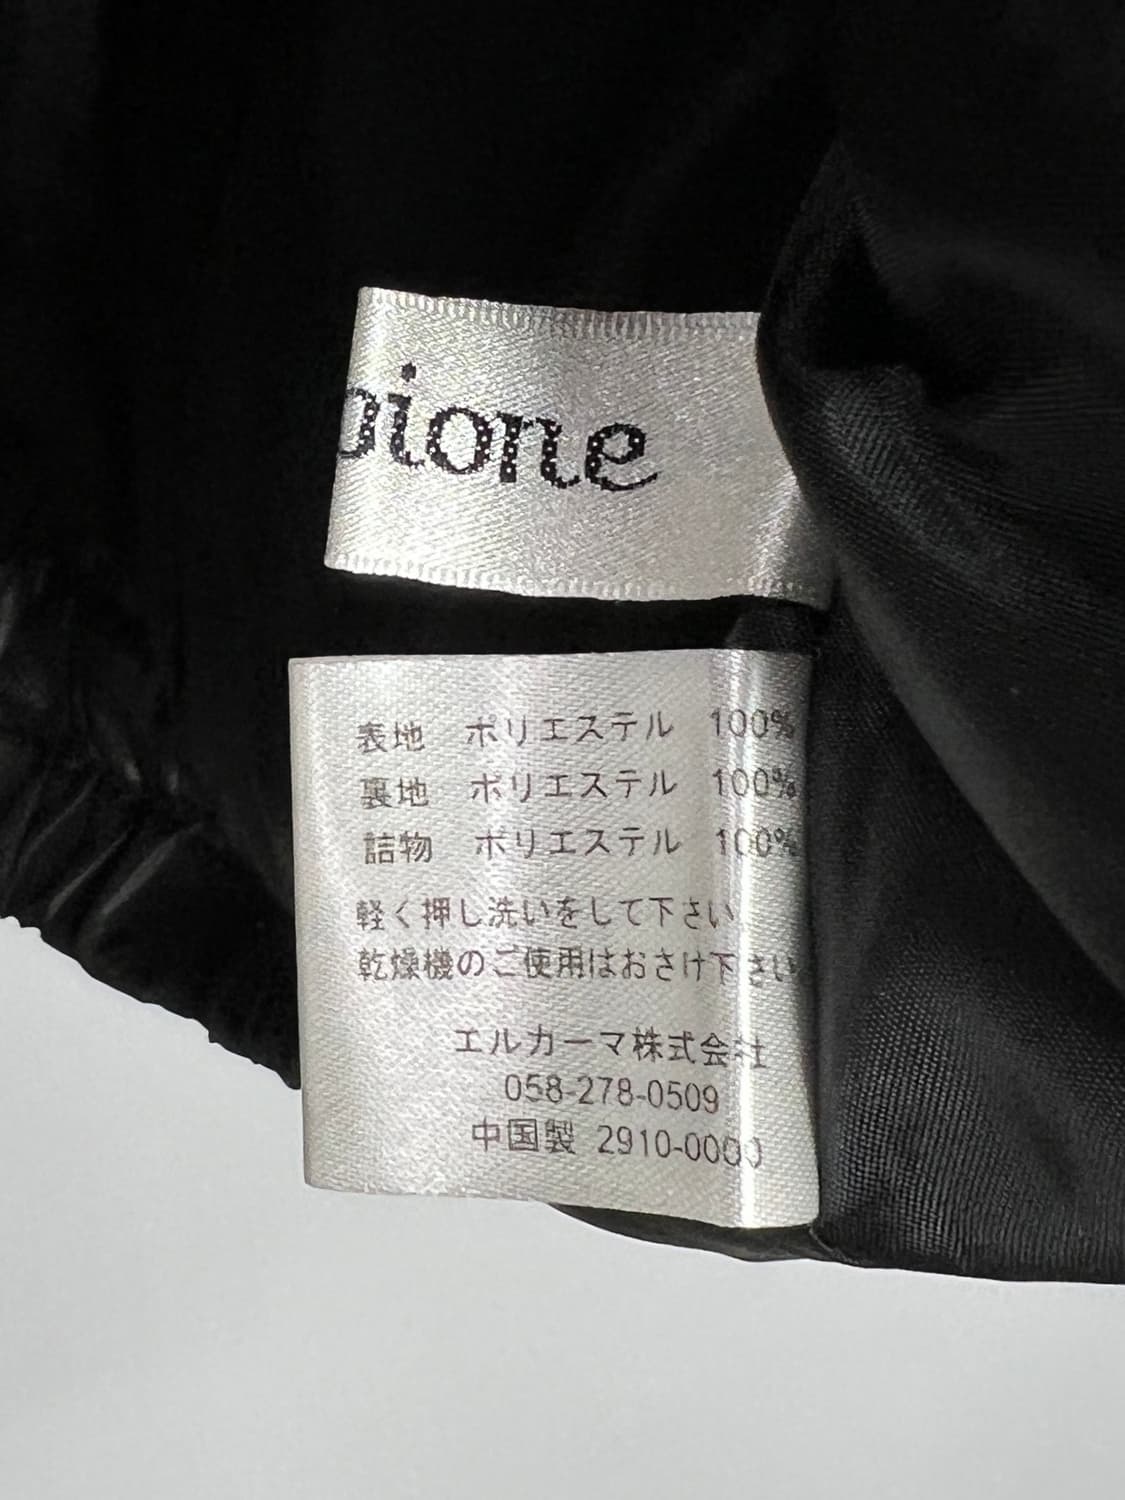 pione
表地 ポリエステル 100%
裏地 ポリエステル 100%
詰物 ポリエステル 100%
軽く押し洗いをして下さい
乾燥機のご使用はおさけ下さい
エルカーマ株式会社
058-278-0509
中国製 2910-0000